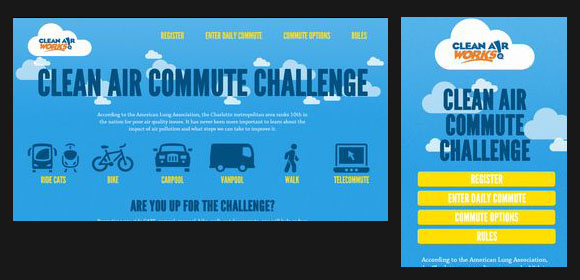 CLEAN AIR
WORKS!
REGISTER
ENTER DAILY COMMUTE
COMMUTE OPTIONS
RULES
CLEAN AIR COMMUTE CHALLENGE
According to the American Lung Association, the Charlotte metropolitan area ranks 10th in
the nation for poor air quality issues. It has never been more important to learn about the
impact of air pollution and what steps we can take to improve it.
RIDE CATS
BIKE
CARPOOL
VANPOOL
WALK
TELECOMMUTE
ARE YOU UP FOR THE CHALLENGE?
CLEAN AIR
WORKS!
CLEAN AIR
COMMUTE
CHALLENGE
REGISTER
ENTER DAILY COMMUTE
COMMUTE OPTIONS
RULES
According to the American Lung Association,